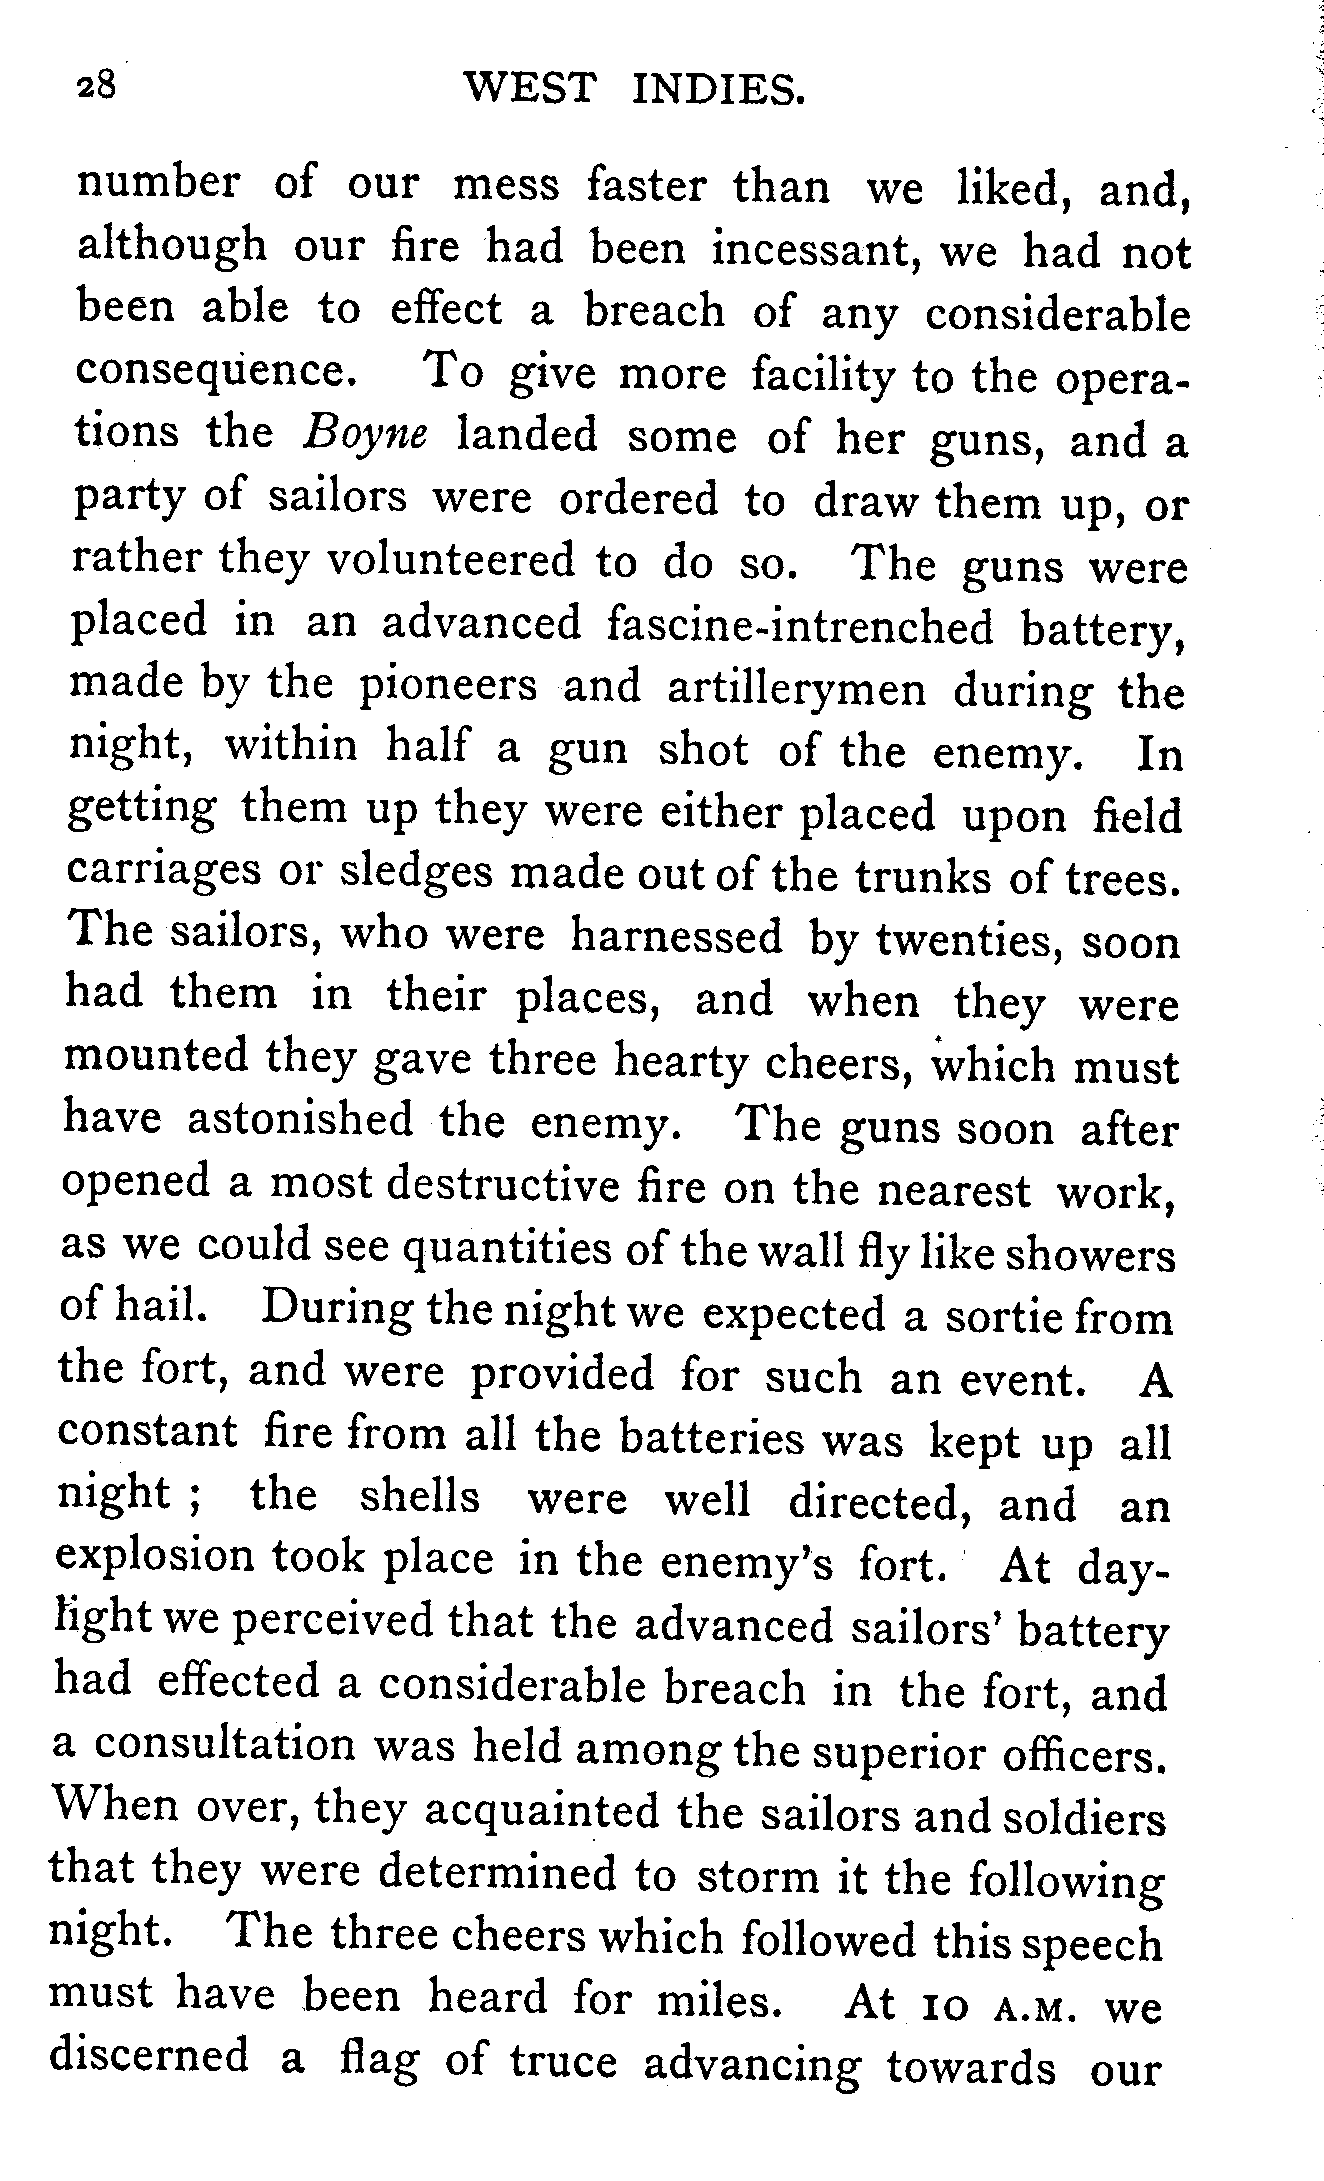 28 WEST INDIES.
number of our mess faster than we liked, and,
although our fire had been incessant, we had not
been able to effect a breach of any considerable
consequence. To give more facility to the opera-
tions the Boyne landed some of her guns, and a
party of sailors were ordered to draw them up, or
rather they volunteered to do so. The guns were
placed in an advanced fascine-intrenched battery,
made by the pioneers and artillerymen during the
night, within half a gun shot of the enemy. In
getting them up they were either placed upon field
carriages or sledges made out of the trunks of trees.
The sailors, who were harnessed by twenties, soon
had them in their places, and when they were
mounted they gave three hearty cheers, which must
have astonished the enemy. The guns soon after
opened a most destructive fire on the nearest work,
as we could see quantities of the wall fly like showers
of hail. During the night we expected a sortie from
the fort, and were provided for such an event. A
constant fire from all the batteries was kept up all
night ; the shells were well directed, and an
explosion took place in the enemy's fort. At day-
light we perceived that the advanced sailors' battery
had effected a considerable breach in the fort, and
a consultation was held among the superior officers.
When over, they acquainted the sailors and soldiers
that they were determined to storm it the following
night. The three cheers which followed this speech
must have been heard for miles. At 10 A.M. we
discerned a flag of truce advancing towards our